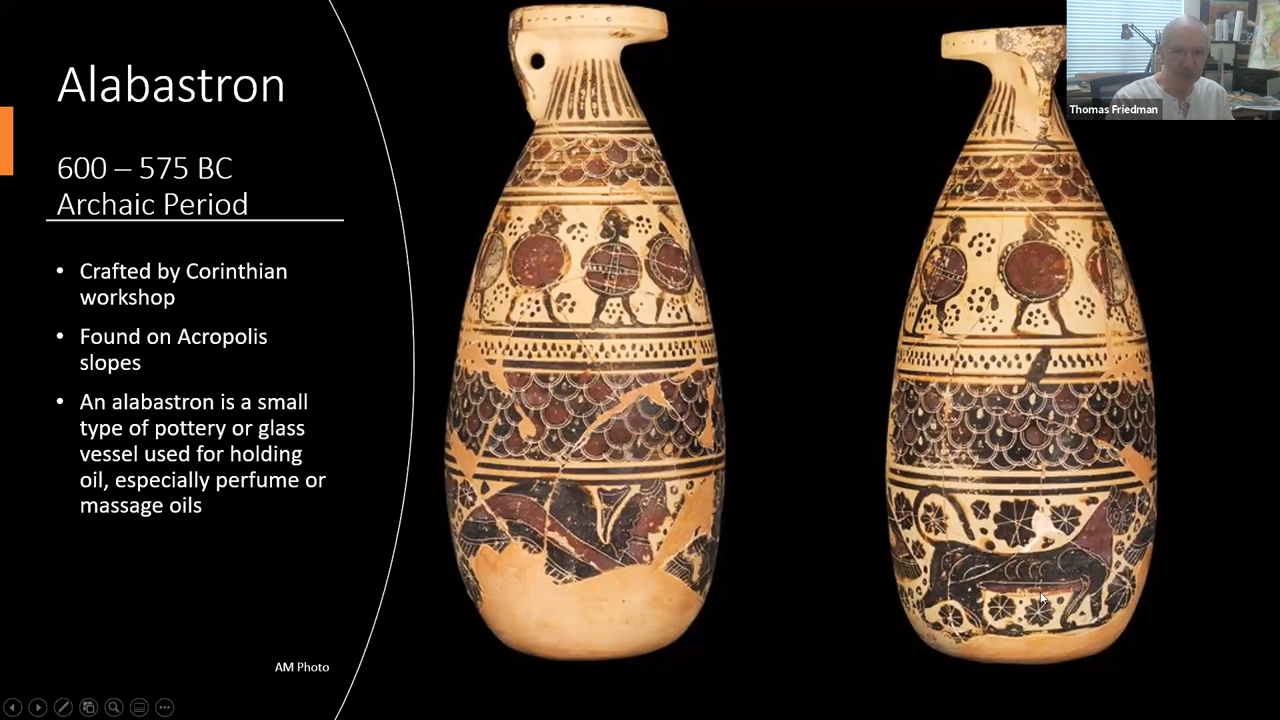 Alabastron
600 – 575 BC
Archaic Period
• Crafted by Corinthian
workshop
• Found on Acropolis
slopes
• An alabastron is a small
type of pottery or glass
vessel used for holding
oil, especially perfume or
massage oils
AM Photo
Thomas Friedman